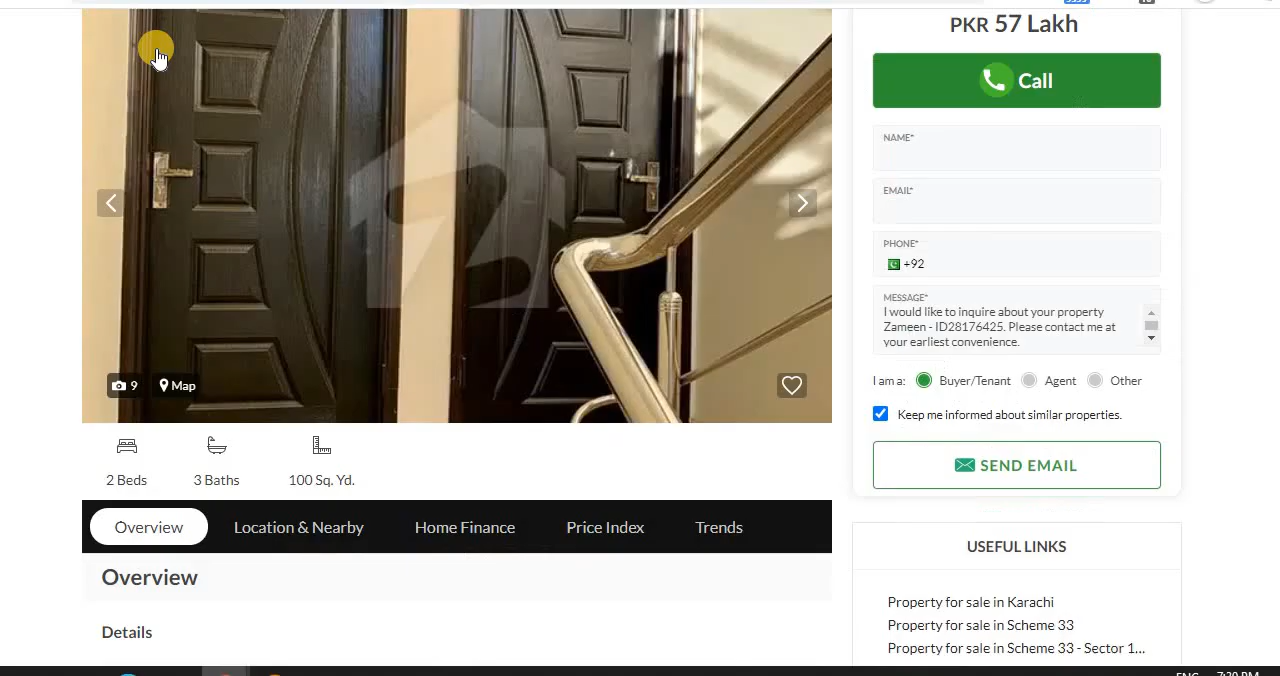 PKR 57 Lakh
Call
NAME*
EMAIL*
PHONE*
+92
MESSAGE*
I would like to inquire about your property
Zameen - ID28176425. Please contact me at
your earliest convenience.
I am a: Buyer/Tenant Agent Other
Keep me informed about similar properties.
SEND EMAIL
9 Map
2 Beds 3 Baths 100 Sq. Yd.
Overview Location & Nearby Home Finance Price Index Trends
Overview
Details
USEFUL LINKS
Property for sale in Karachi
Property for sale in Scheme 33
Property for sale in Scheme 33 - Sector 1...